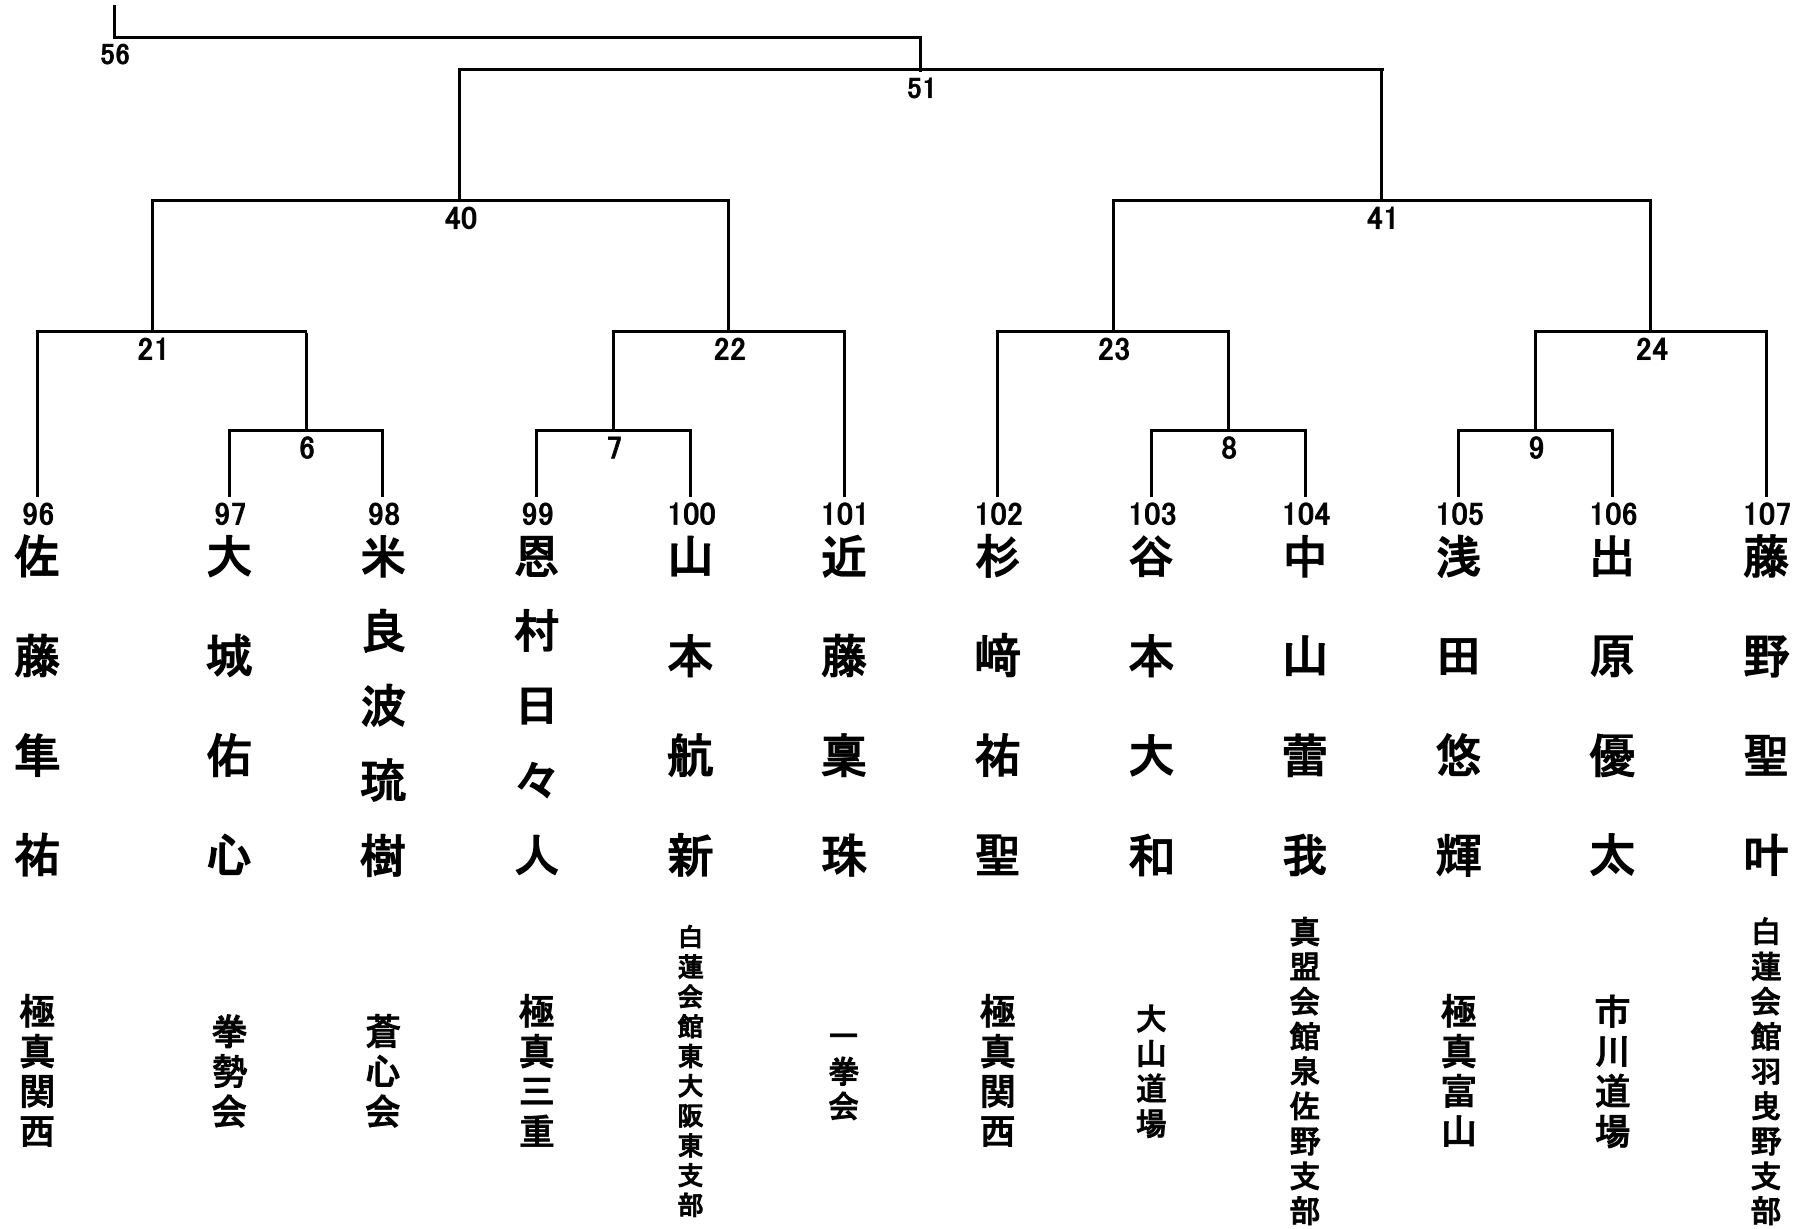 56
51
40
41
21
22
23
24
6
7
8
9
96
佐藤隼祐
極真関西
97
大城佑心
拳勢会
98
米良波琉樹
蒼心会
99
恩村日々人
極真三重
100
山本航新
白蓮会館東大阪東支部
101
近藤稟珠
一拳会
102
杉﨑祐聖
極真関西
103
谷本大和
大山道場
104
中山蕾我
真盟会館泉佐野支部
105
浅田悠輝
極真富山
106
出原優太
市川道場
107
藤野聖叶
白蓮会館羽曳野支部